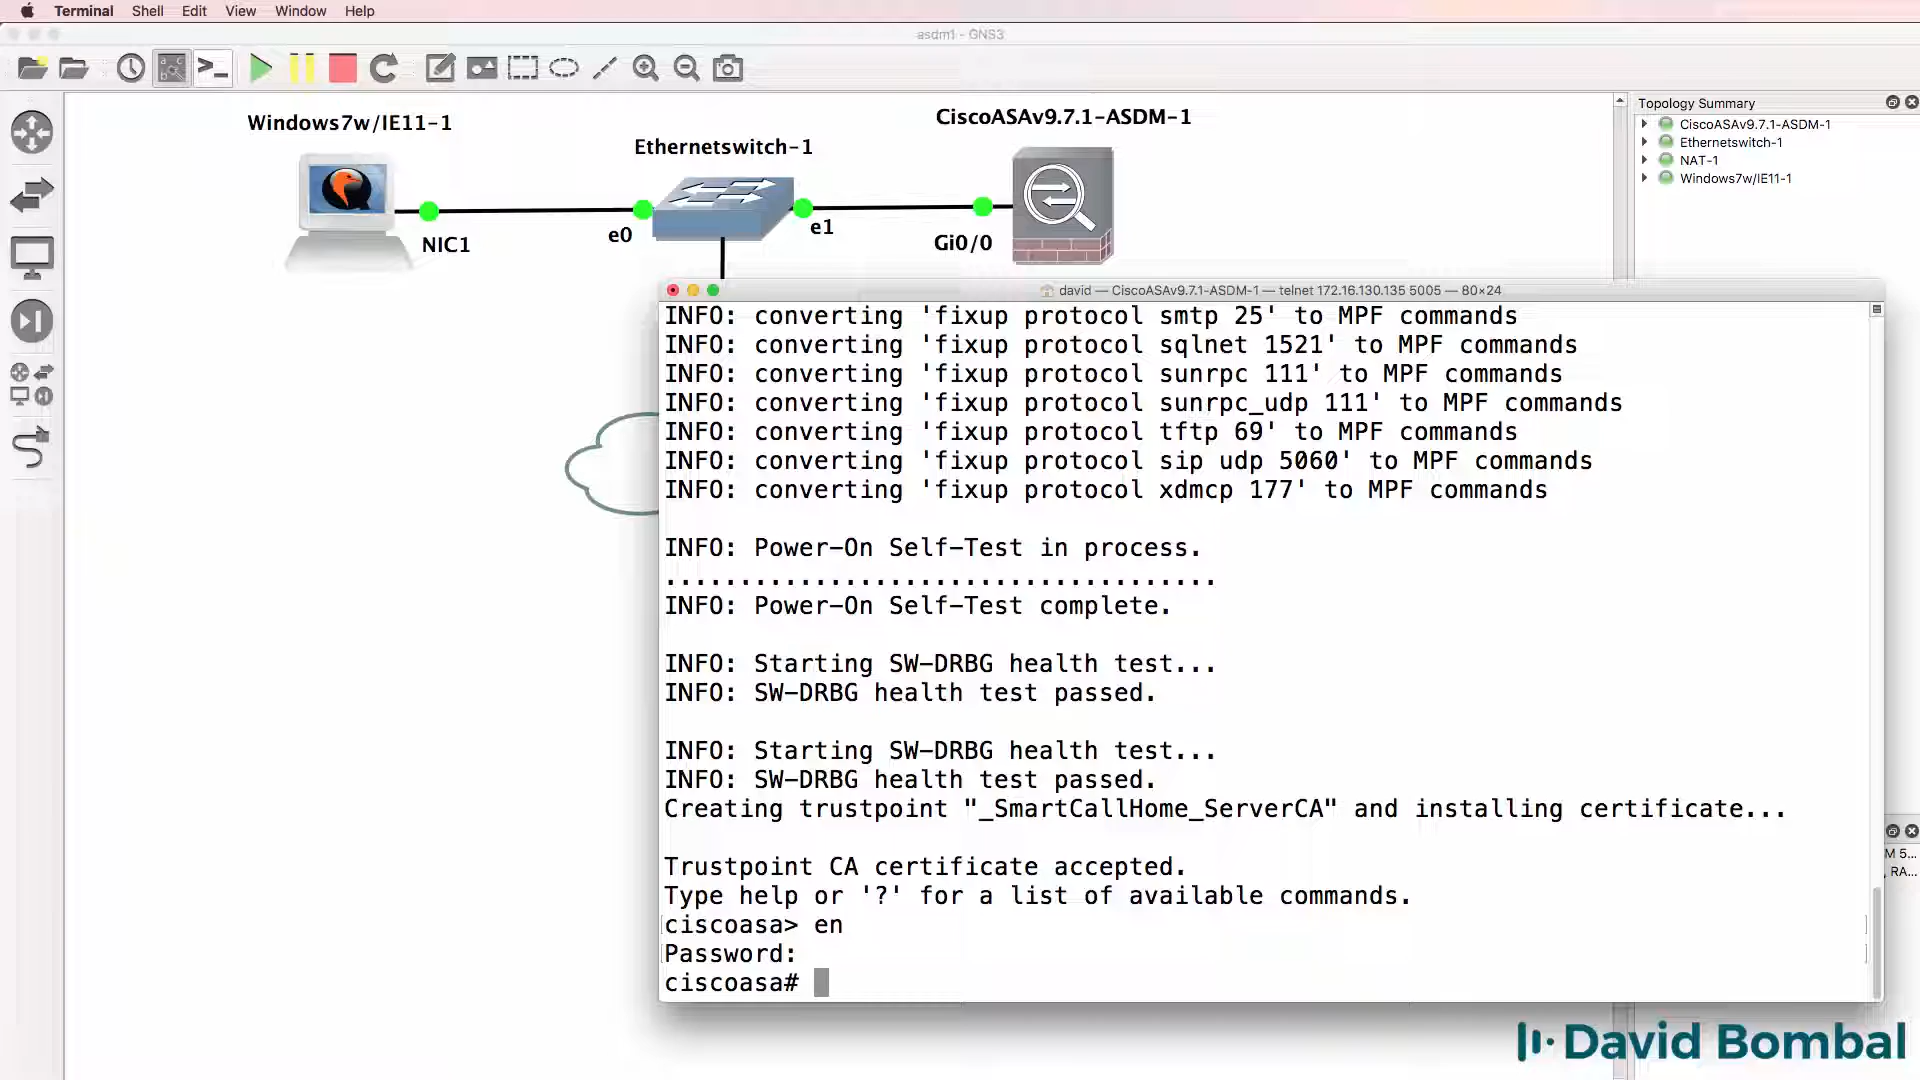 Terminal Shell Edit View Window Help
asdm1 - GNS3
Windows7w/IE11-1
Ethernetswitch-1
CiscoASAv9.7.1-ASDM-1
NIC1
e0
e1
Gi0/0
Topology Summary
CiscoASAv9.7.1-ASDM-1
Ethernetswitch-1
NAT-1
Windows7w/IE11-1
david — CiscoASAv9.7.1-ASDM-1 — telnet 172.16.130.135 5005 — 80×24
INFO: converting 'fixup protocol smtp 25' to MPF commands
INFO: converting 'fixup protocol sqlnet 1521' to MPF commands
INFO: converting 'fixup protocol sunrpc 111' to MPF commands
INFO: converting 'fixup protocol sunrpc_udp 111' to MPF commands
INFO: converting 'fixup protocol tftp 69' to MPF commands
INFO: converting 'fixup protocol sip udp 5060' to MPF commands
INFO: converting 'fixup protocol xdmcp 177' to MPF commands
INFO: Power-On Self-Test in process.
.....................................
INFO: Power-On Self-Test complete.
INFO: Starting SW-DRBG health test...
INFO: SW-DRBG health test passed.
INFO: Starting SW-DRBG health test...
INFO: SW-DRBG health test passed.
Creating trustpoint "_SmartCallHome_ServerCA" and installing certificate...
Trustpoint CA certificate accepted.
Type help or '?' for a list of available commands.
ciscoasa> en
Password:
ciscoasa#
M 5...
, RA...
David Bombal